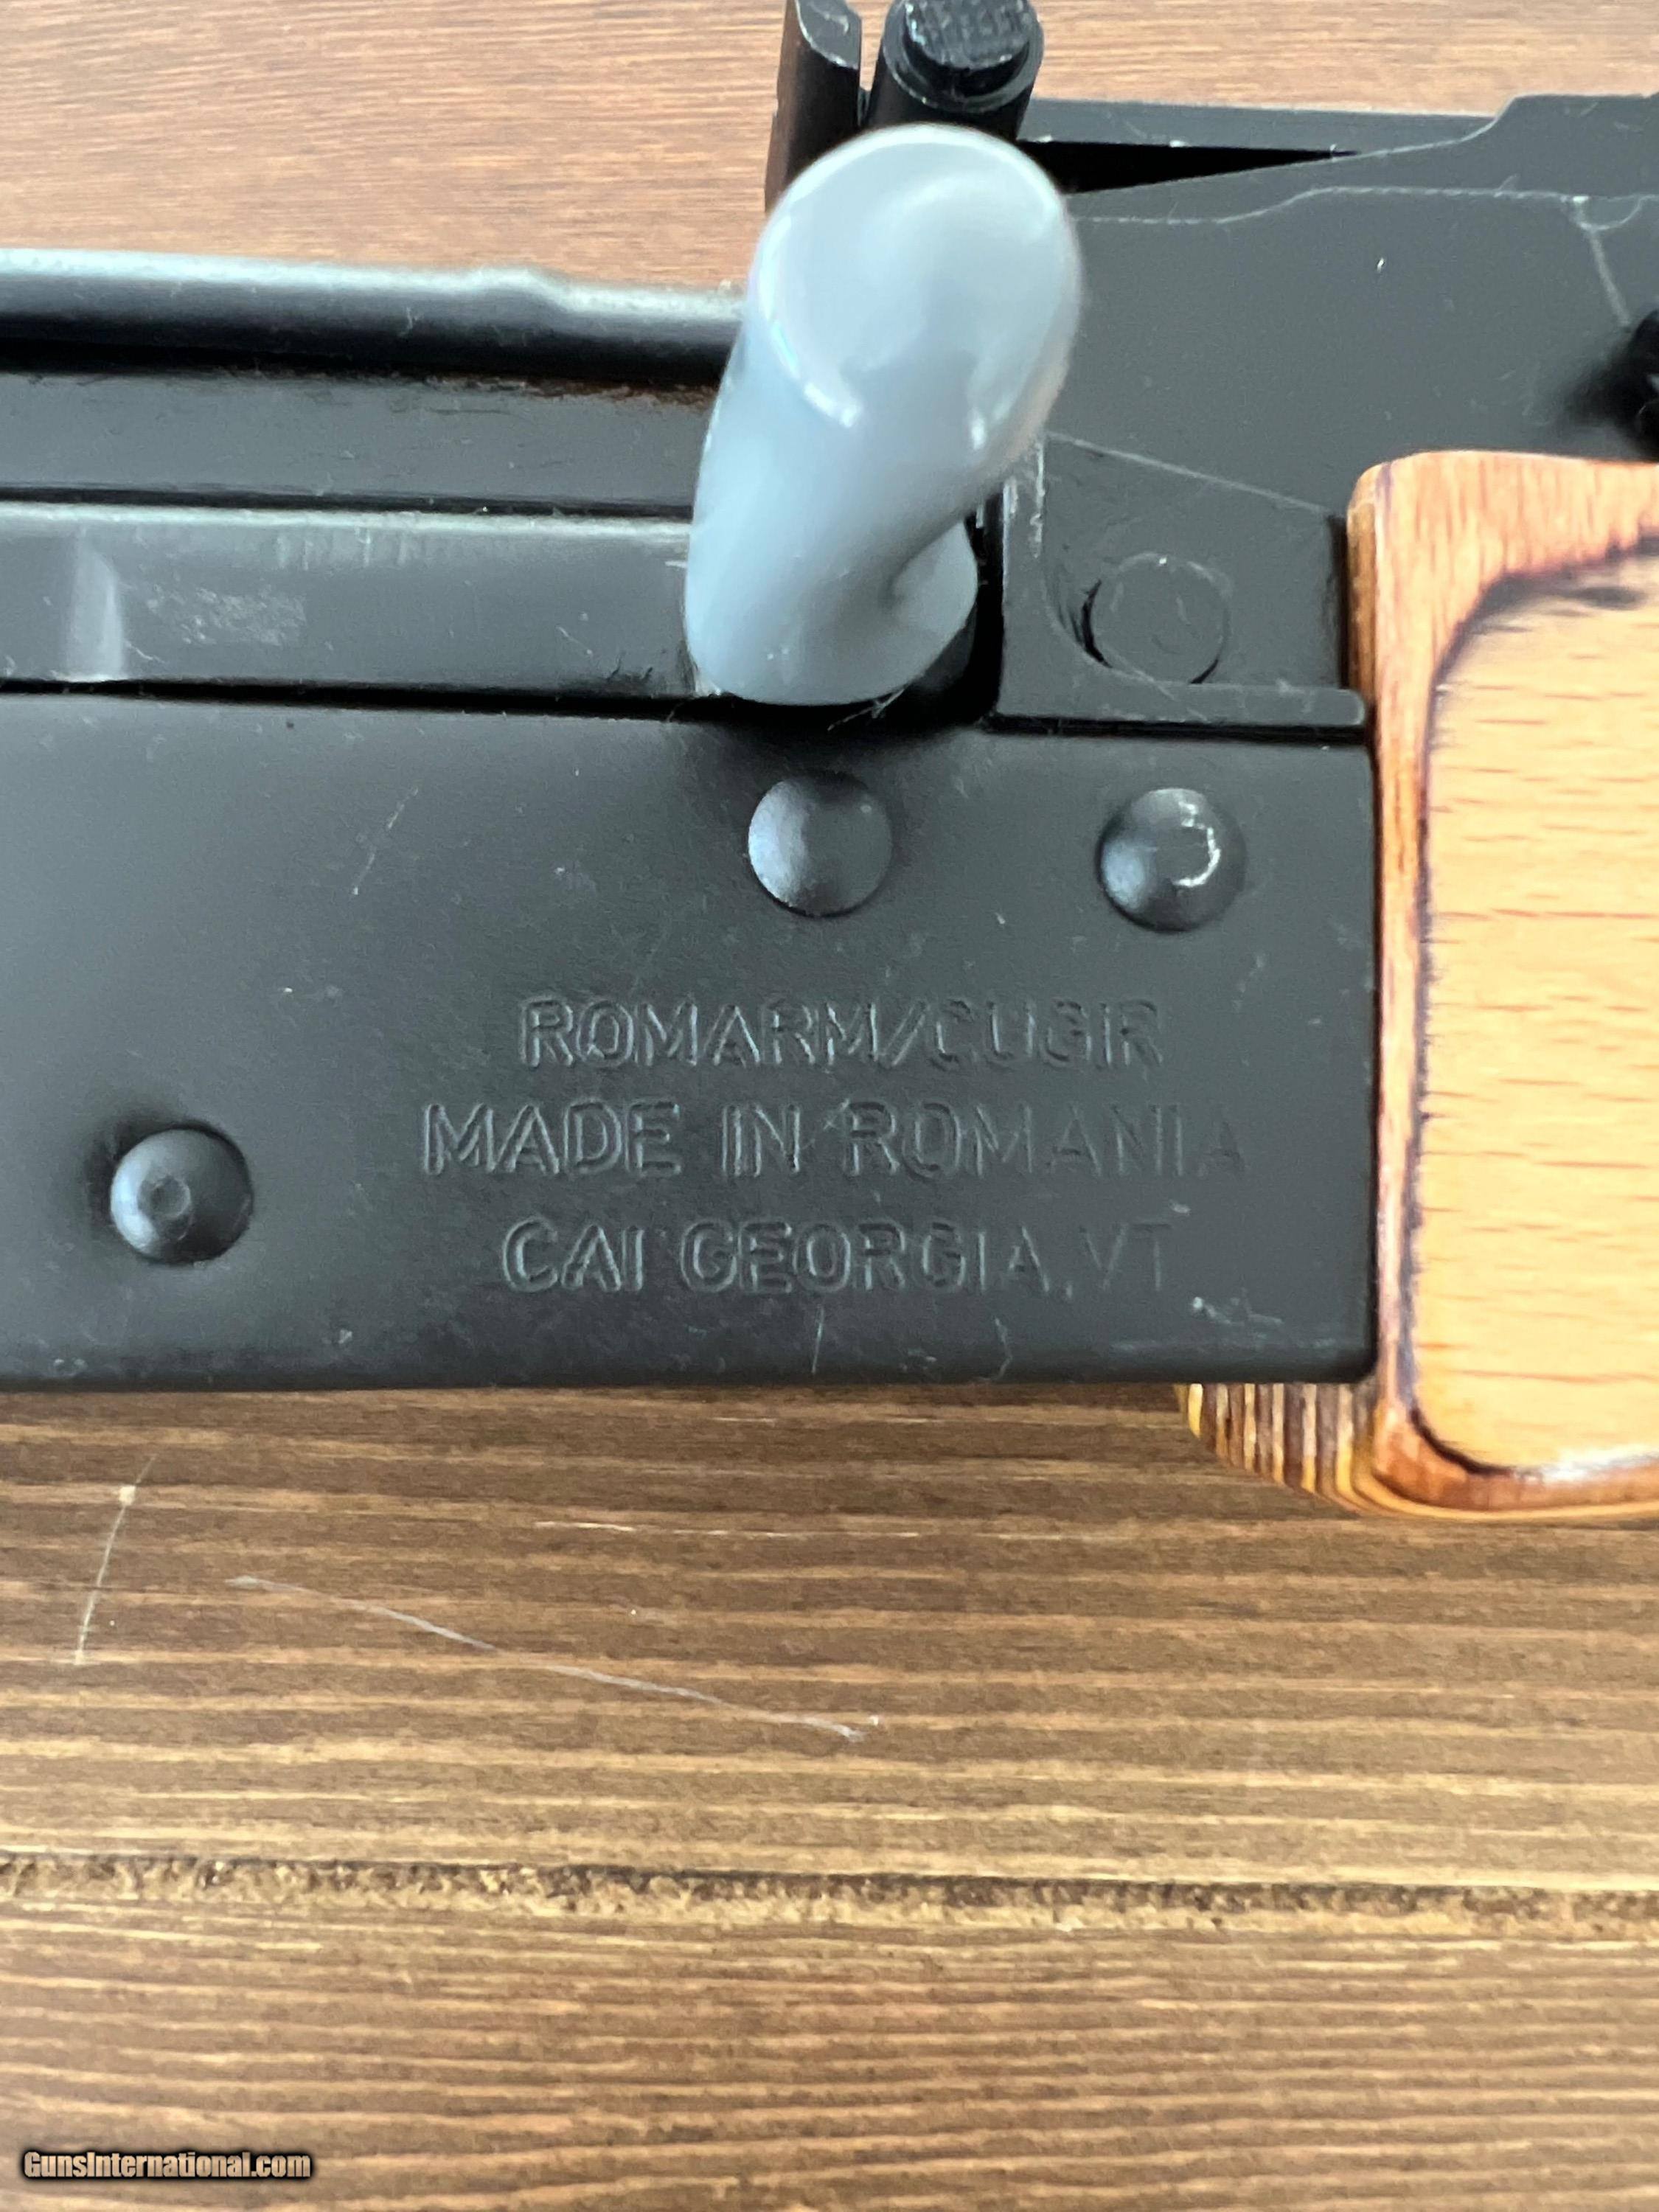 ROMARM/CUGIR
MADE IN ROMANIA
CAI GEORGIA, VT
GunsInternational.com